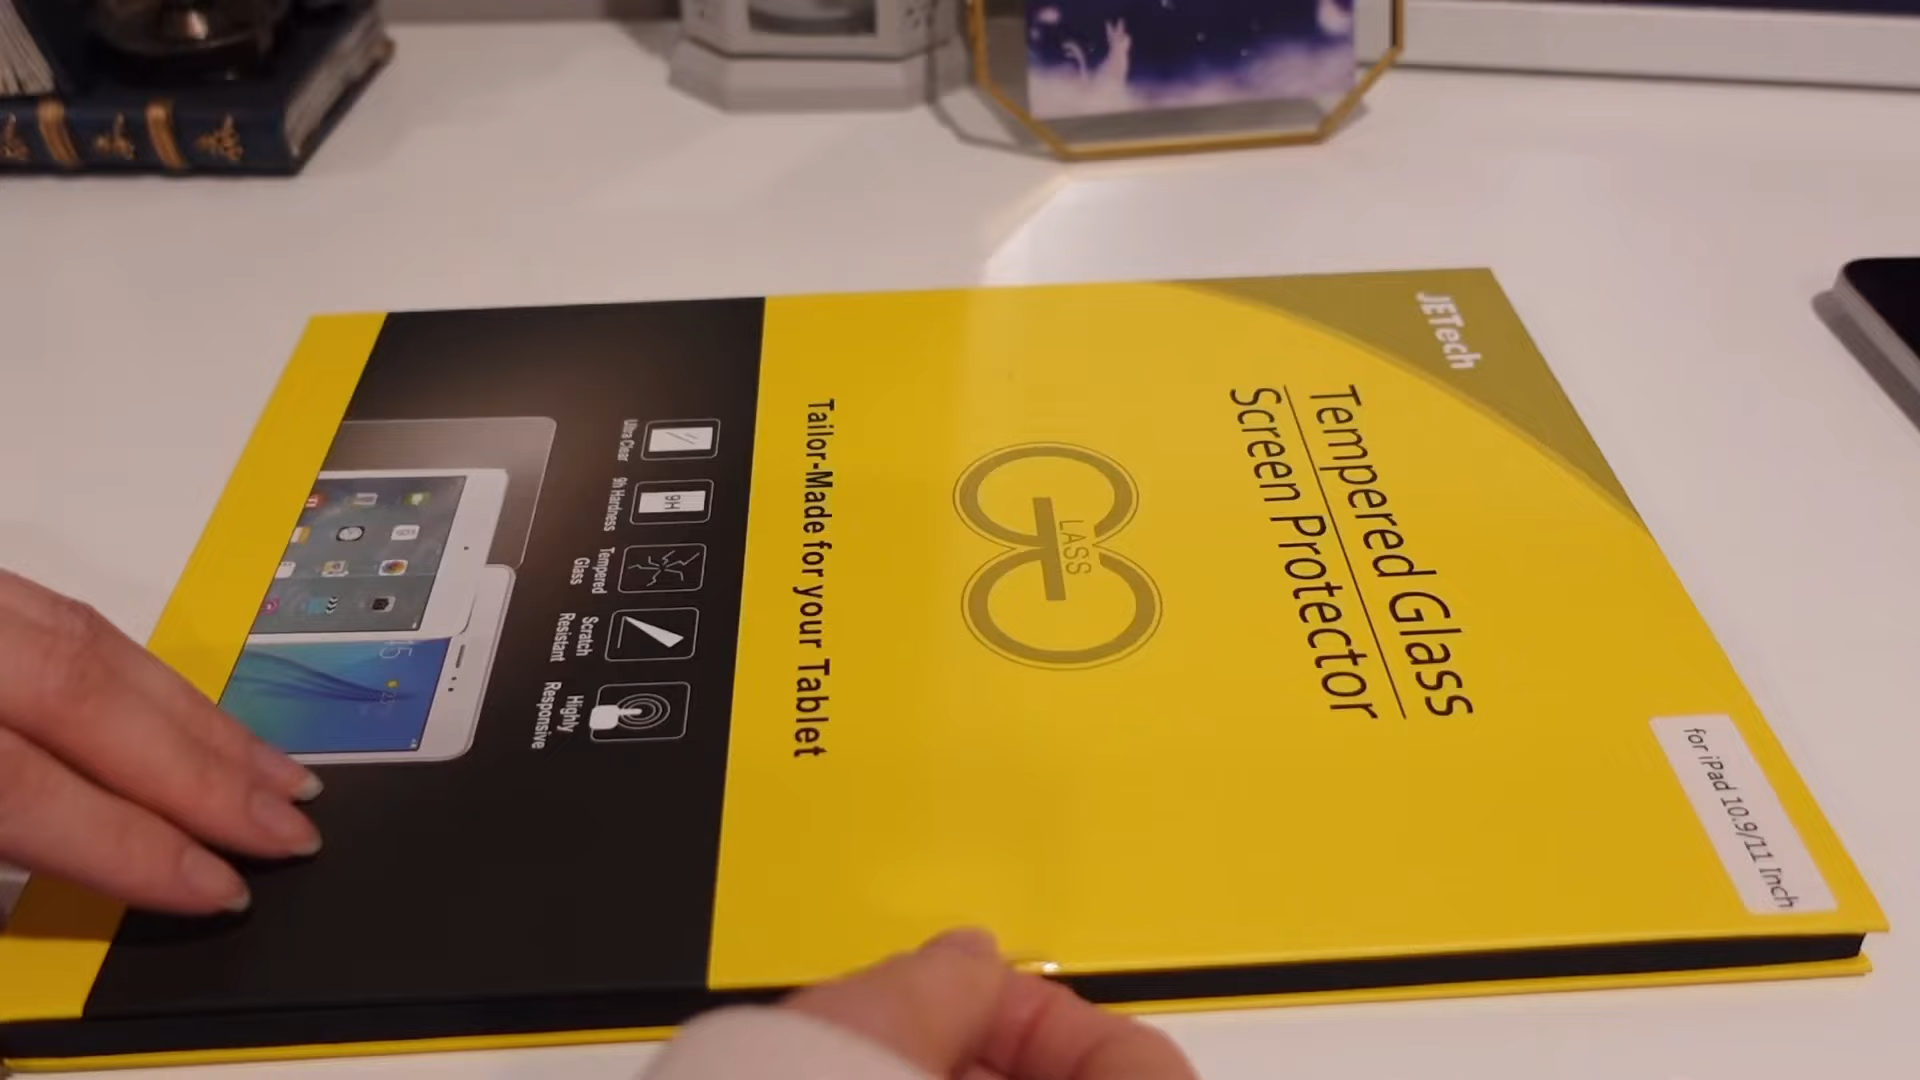 JETech
Tempered Glass
Screen Protector
LASS
Tailor-Made for your Tablet
9H
Ultra Clear
9h Hardness
Tempered
Glass
Scratch
Resistant
Highly
Responsive
for iPad 10.9/11 Inch